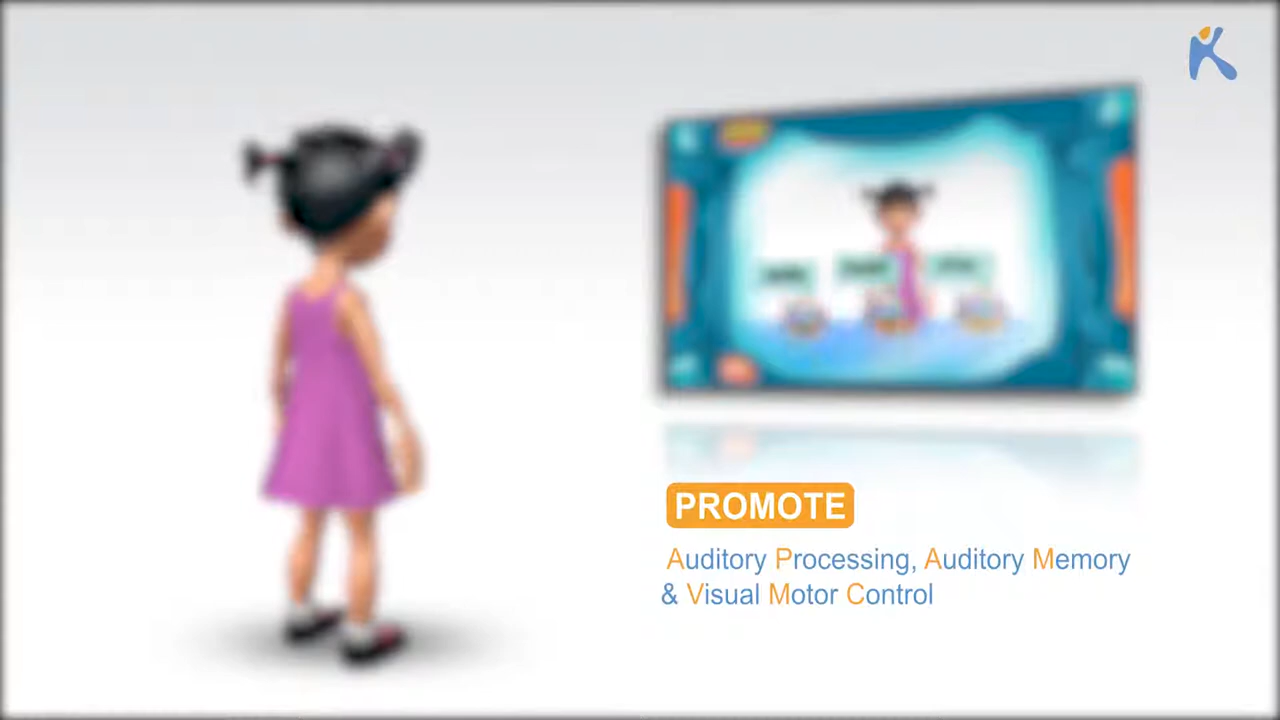 PROMOTE
Auditory Processing, Auditory Memory
& Visual Motor Control